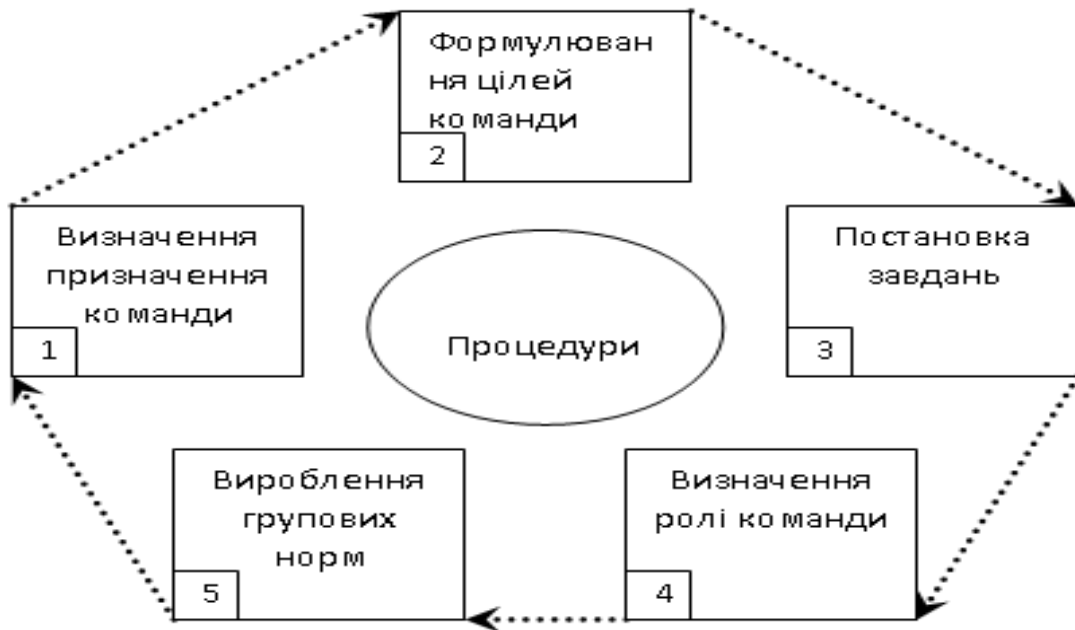 Формулюван
ня цілей
команди
2
Визначення
призначення
команди
1
Постановка
завдань
3
Процедури
Вироблення
групових
норм
5
Визначення
ролі команди
4